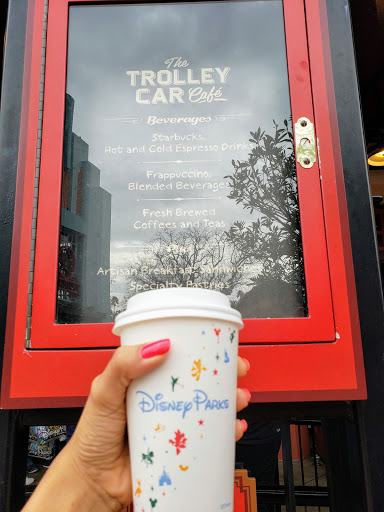 The
TROLLEY
CAR Café
Beverages
Starbucks,
Hot and Cold Espresso Drinks
Frappuccino,
Blended Beverages
Fresh Brewed
Coffees and Teas
Artisan Breakfast Sandwiches
Specialty Pastries
Disney Parks